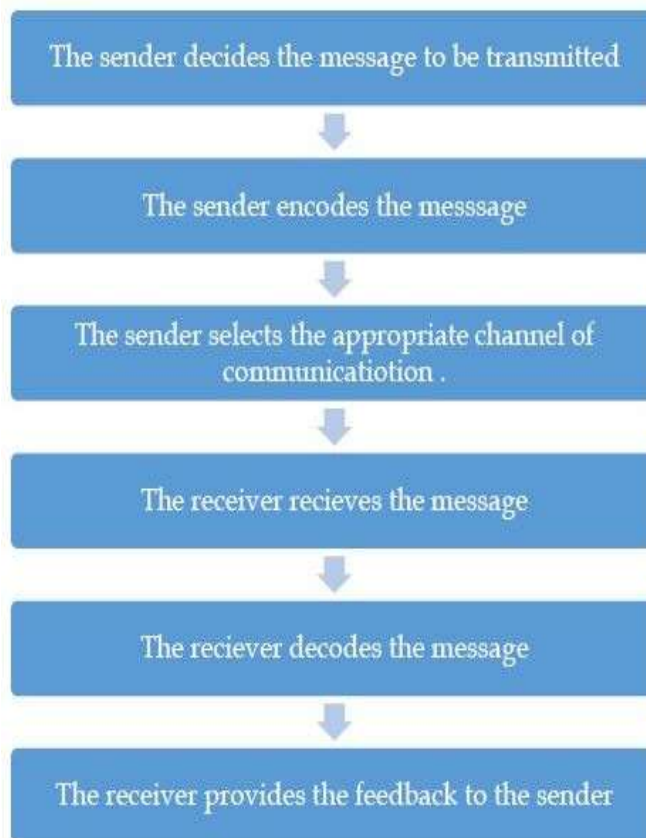 The sender decides the message to be transmitted
The sender encodes the messsage
The sender selects the appropriate channel of
communicatiotion .
The receiver recieves the message
The reciever decodes the message
The receiver provides the feedback to the sender